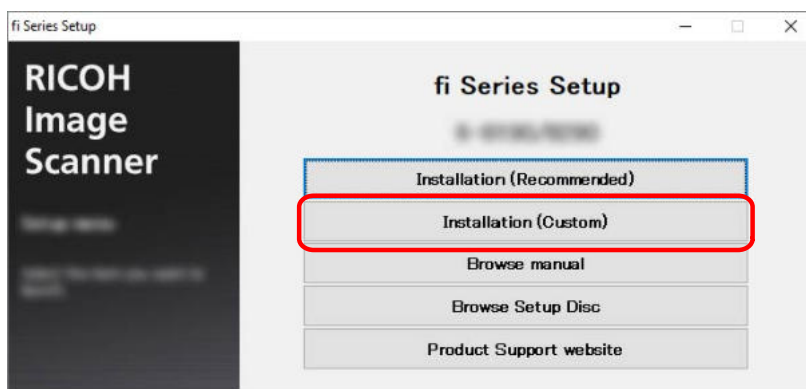 fi Series Setup
RICOH
Image
Scanner
fi Series Setup
Installation (Recommended)
Installation (Custom)
Browse manual
Browse Setup Disc
Product Support website